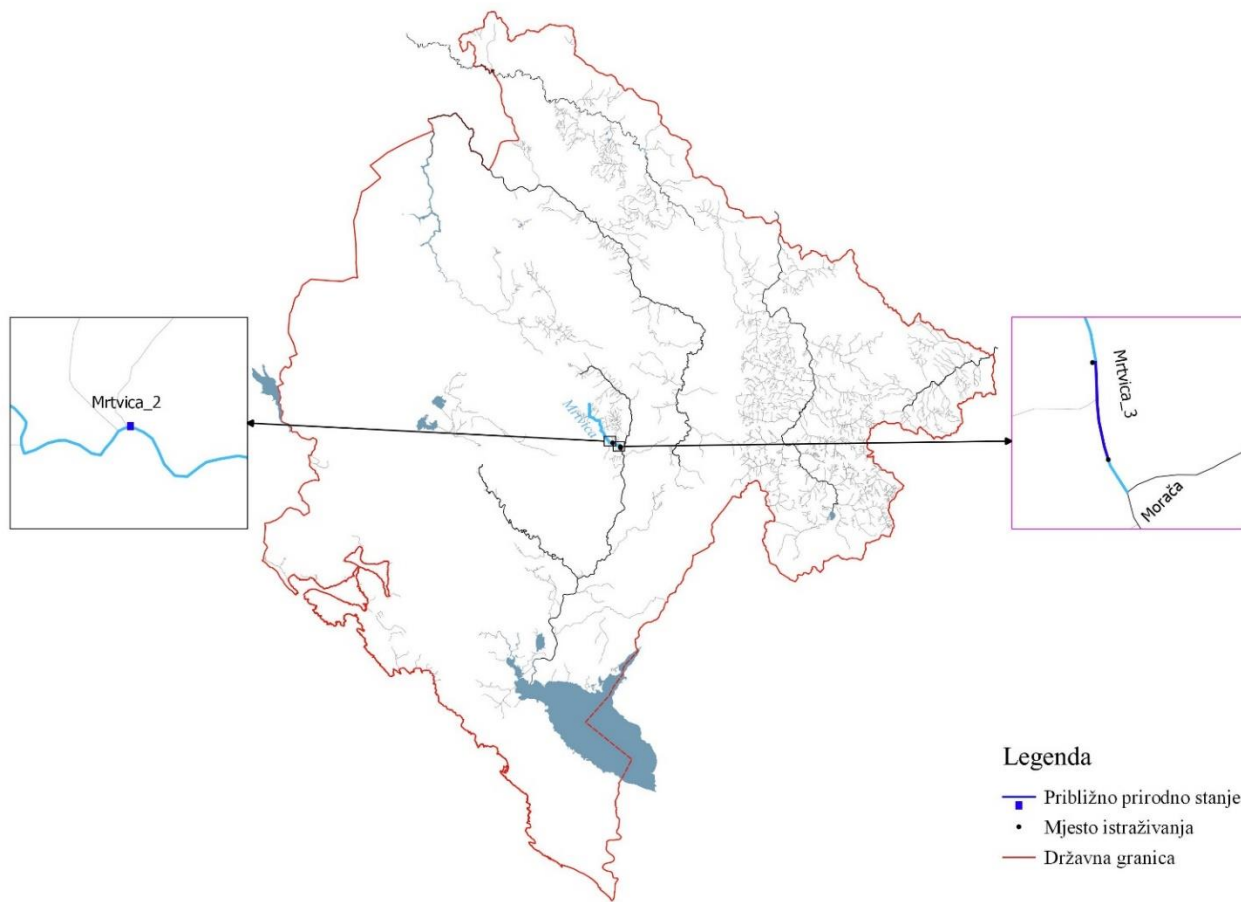 Mrtvica_2
Mrtvica
Mrtvica_3
Morača
Legenda
Približno prirodno stanje
Mjesto istraživanja
Državna granica